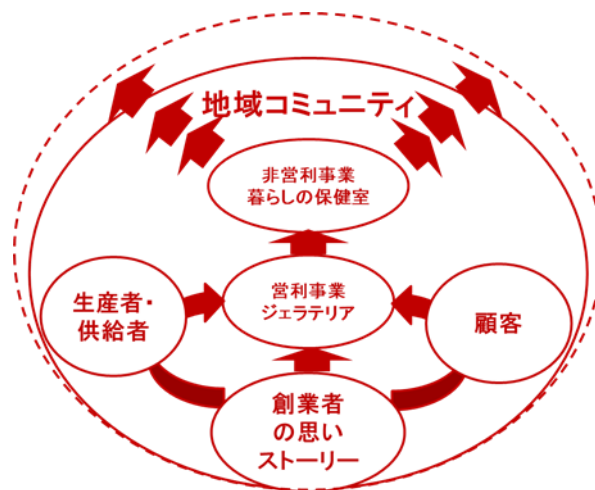 地域コミュニティ
非営利事業
暮らしの保健室
営利事業
ジェラテリア
生産者・
供給者
顧客
創業者
の思い
ストーリー